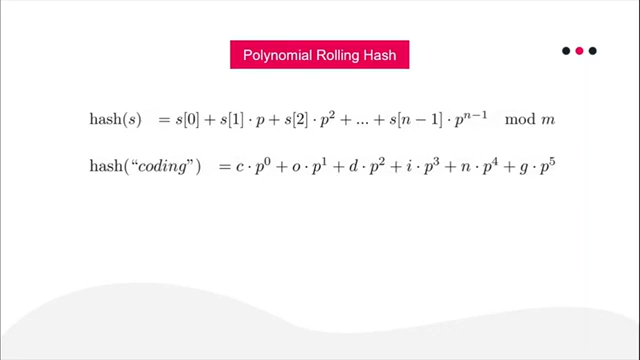 Polynomial Rolling Hash
hash(s) = s[0] + s[1] · p + s[2] · p² + ... + s[n − 1] · pⁿ⁻¹ mod m
hash(“coding”) = c · p⁰ + o · p¹ + d · p² + i · p³ + n · p⁴ + g · p⁵